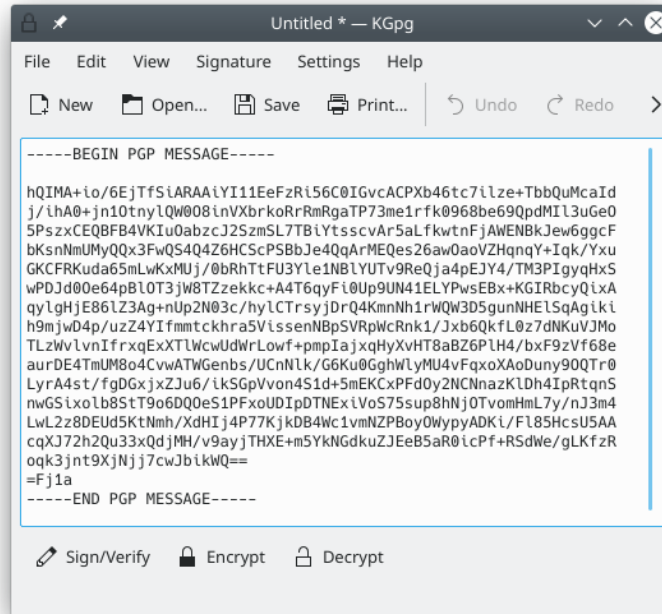 Untitled * — KGpg
File Edit View Signature Settings Help
New Open... Save Print... Undo Redo
-----BEGIN PGP MESSAGE-----
hQIMA+io/6EjTfSiARAAiYI11EeFzRi56C0IGvcACPXb46tc7ilze+TbbQuMcaId
j/ihA0+jn1OtnylQW0O8inVXbrkoRrRmRgaTP73me1rfk0968be69QpdMIl3uGeO
5PszxCEQBFB4VKIuOabzcJ2SzmSL7TBiYtsscvAr5aLfkwtnFjAWENBkJew6ggcF
bKsnNmUMyQQx3FwQS4Q4Z6HCScPSBbJe4QqArMEQes26awOaoVZHqnqY+Iqk/Yxu
GKCFRKuda65mLwKxMUj/0bRhTtFU3Yle1NBlYUTv9ReQja4pEJY4/TM3PIgyqHxS
wPDJd0Oe64pBlOT3jW8TZzekkc+A4T6qyFi0Up9UN41ELYPwsEBx+KGIRbcyQixA
qylgHjE86lZ3Ag+nUp2N03c/hylCTrsyjDrQ4KmnNh1rWQW3D5gunNHElSqAgiki
h9mjwD4p/uzZ4YIfmmtckhra5VissenNBpSVRpWcRnk1/Jxb6QkfL0z7dNKuVJMo
TLzWvlvnIfrxqExXTlWcwUdWrLowf+pmpIajxqHyXvHT8aBZ6PlH4/bxF9zVf68e
aurDE4TmUM8o4CvwATWGenbs/UCnNlk/G6Ku0GghWlyMU4vFqxoXAoDuny9OQTr0
LyrA4st/fgDGxjxZJu6/ikSGpVvon4S1d+5mEKCxPFdOy2NCNnazKlDh4IpRtqnS
nwGSixolb8StT9o6DQOeS1PFxoUDIpDTNExiVoS75sup8hNjOTvomHmL7y/nJ3m4
LwL2z8DEUd5KtNmh/XdHIj4P77KjkDB4Wc1vmNZPBoyOWypyADKi/Fl85HcsU5AA
cqXJ72h2Qu33xQdjMH/v9ayjTHXE+m5YkNGdkuZJEeB5aR0icPf+RSdWe/gLKfzR
oqk3jnt9XjNjj7cwJbikWQ==
=Fj1a
-----END PGP MESSAGE-----
Sign/Verify Encrypt Decrypt